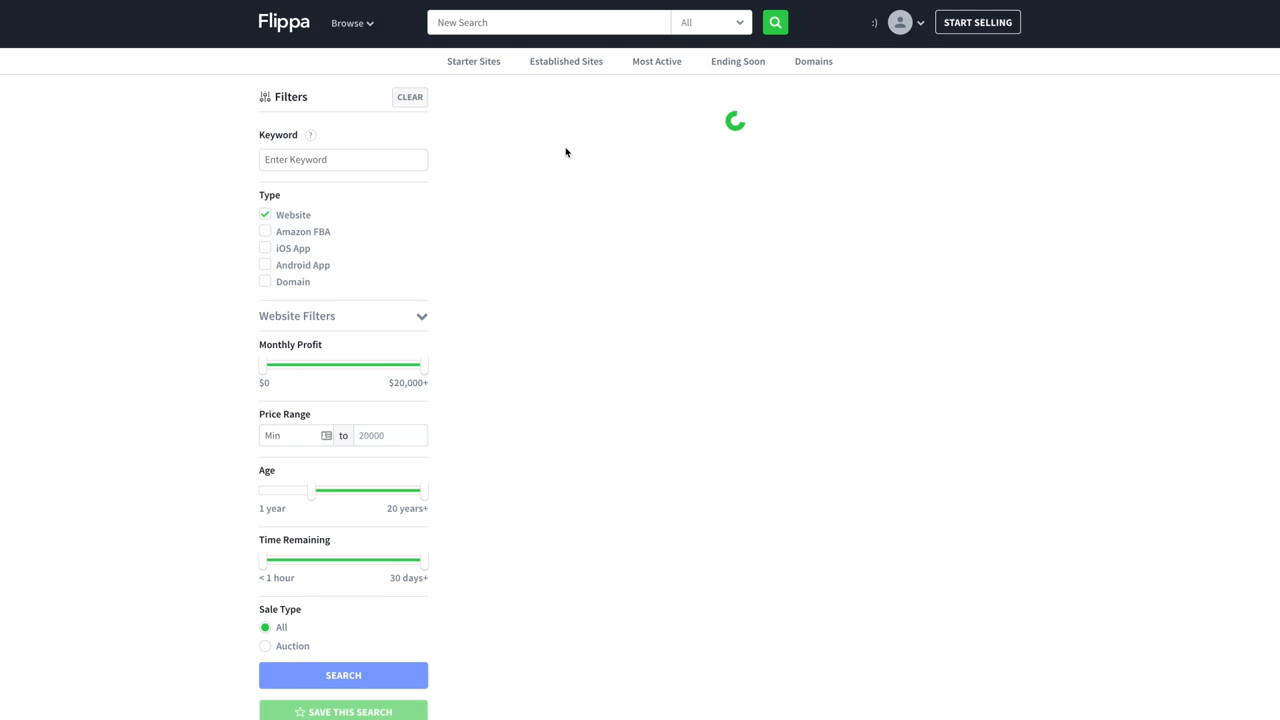 Flippa
Browse
New Search
All
:)
START SELLING
Starter Sites
Established Sites
Most Active
Ending Soon
Domains
Filters
CLEAR
Keyword ?
Enter Keyword
Type
Website
Amazon FBA
iOS App
Android App
Domain
Website Filters
Monthly Profit
$0
$20,000+
Price Range
Min
to
20000
Age
1 year
20 years+
Time Remaining
< 1 hour
30 days+
Sale Type
All
Auction
SEARCH
SAVE THIS SEARCH